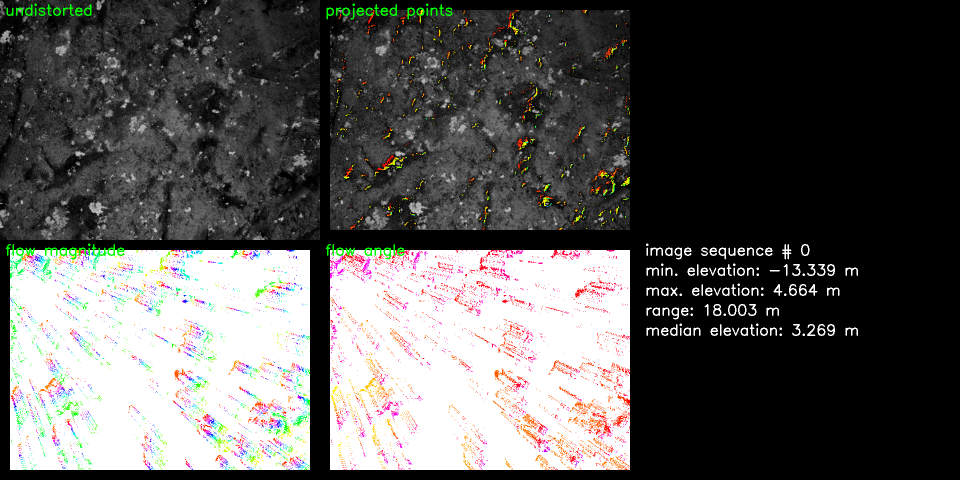 undistorted
projected points
flow magnitude
flow angle
image sequence # 0
min. elevation: -13.339 m
max. elevation: 4.664 m
range: 18.003 m
median elevation: 3.269 m